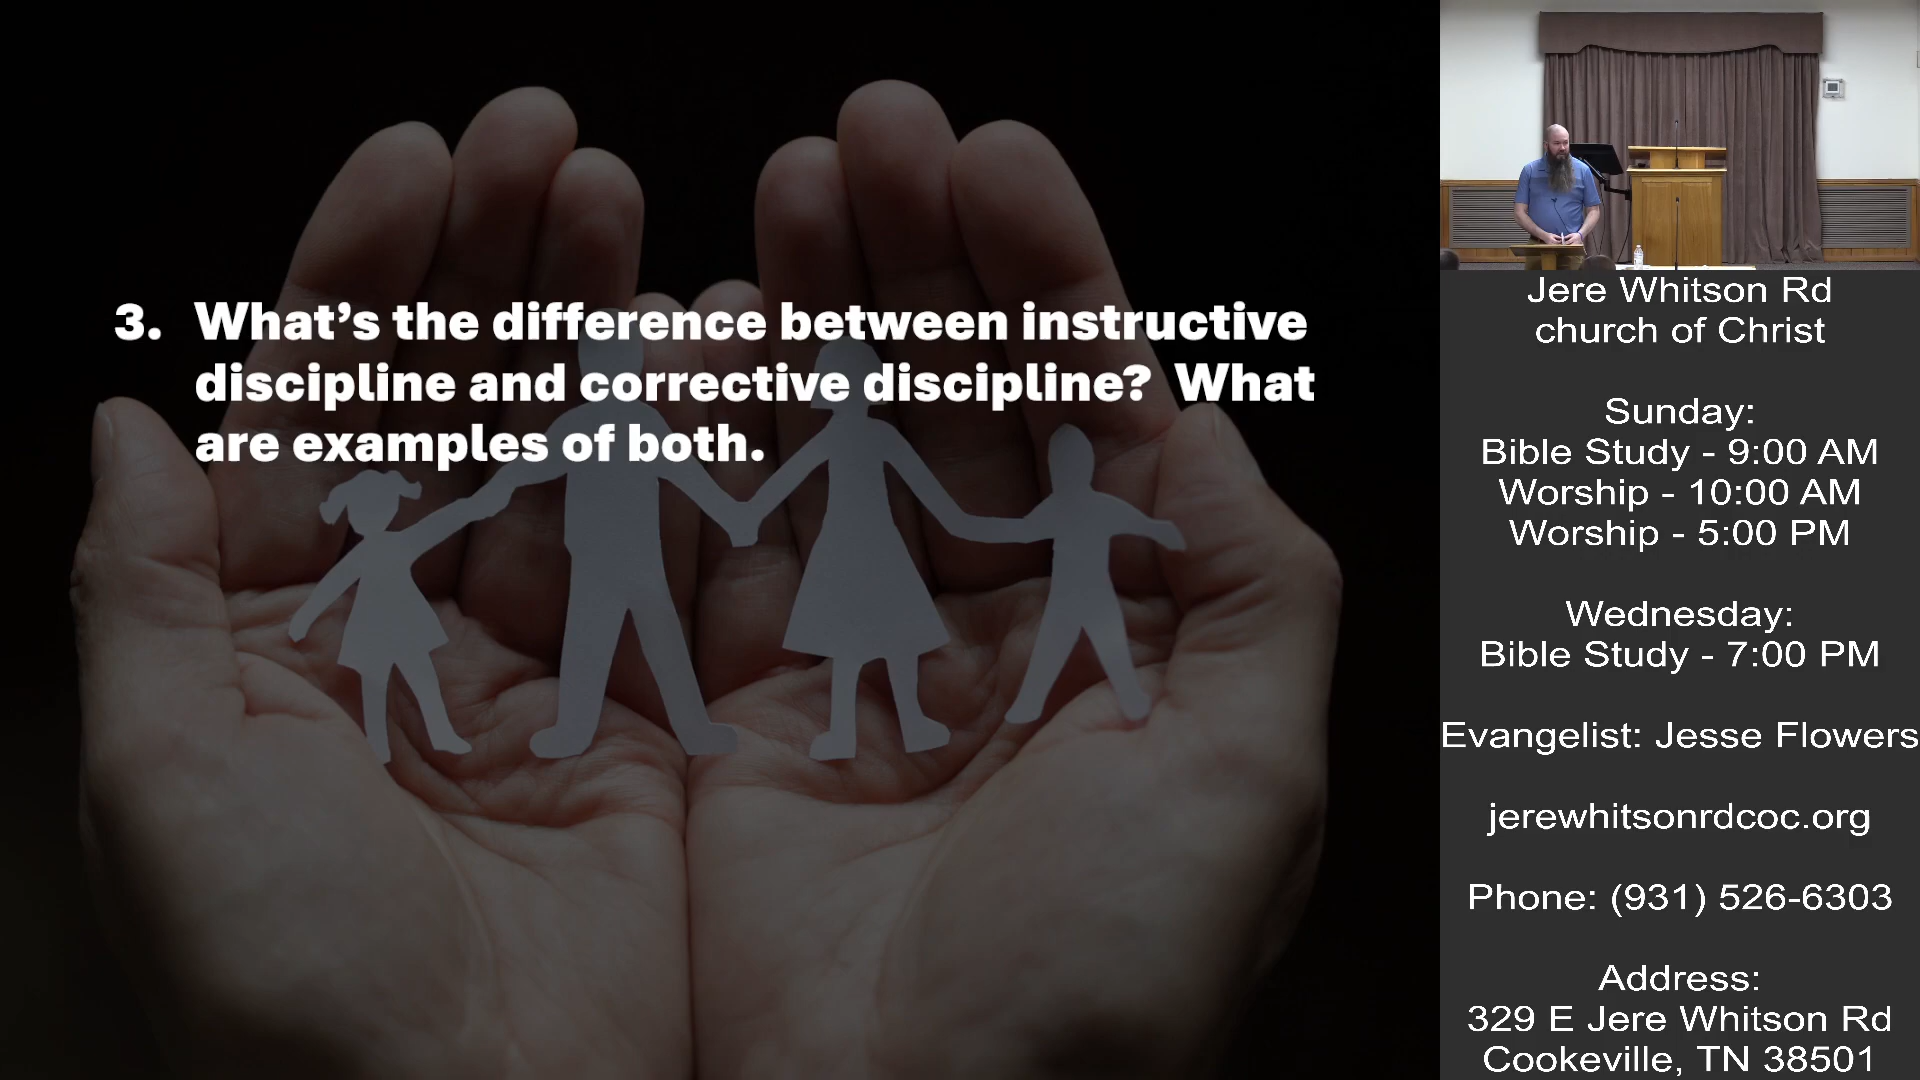 3. What's the difference between instructive
discipline and corrective discipline? What
are examples of both.
Jere Whitson Rd
church of Christ
Sunday:
Bible Study - 9:00 AM
Worship - 10:00 AM
Worship - 5:00 PM
Wednesday:
Bible Study - 7:00 PM
Evangelist: Jesse Flowers
jerewhitsonrdcoc.org
Phone: (931) 526-6303
Address:
329 E Jere Whitson Rd
Cookeville, TN 38501